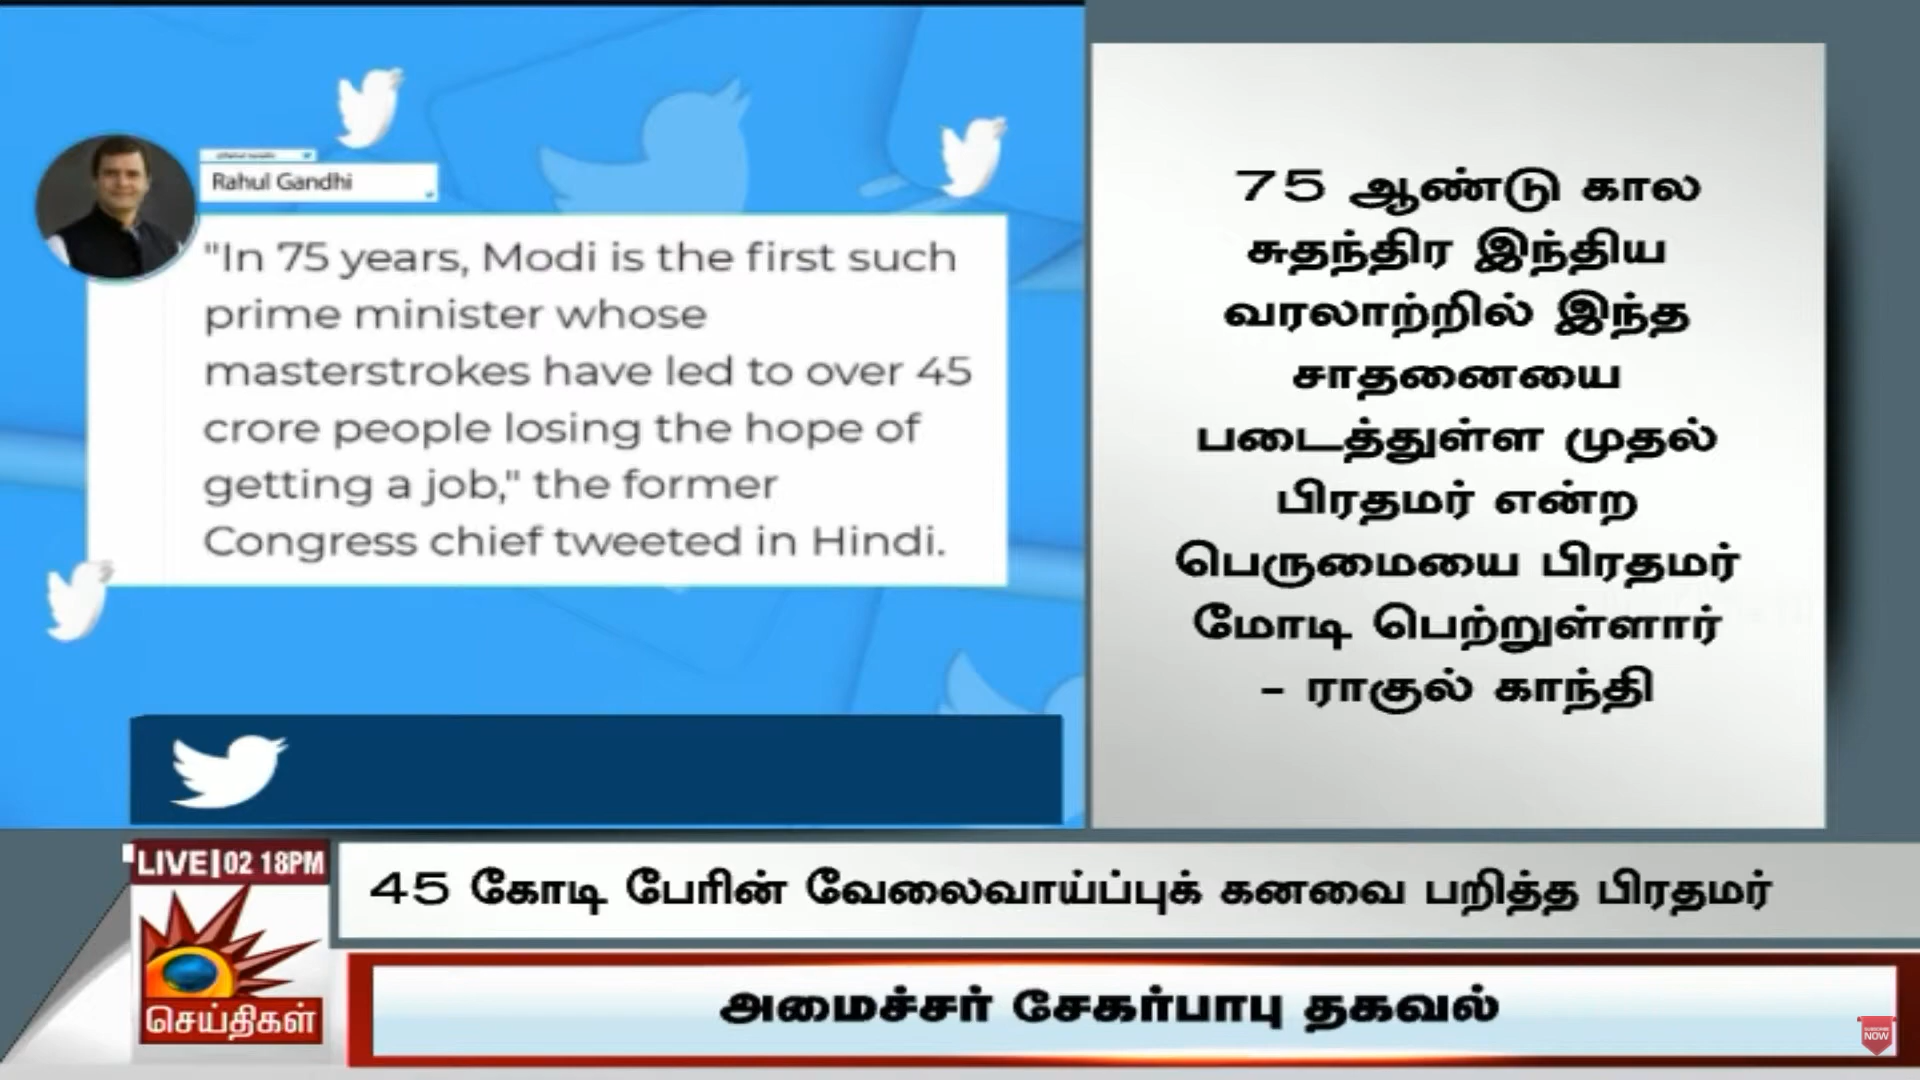 Rahul Gandhi
"In 75 years, Modi is the first such
prime minister whose
masterstrokes have led to over 45
crore people losing the hope of
getting a job," the former
Congress chief tweeted in Hindi.
75 ஆண்டு கால
சுதந்திர இந்திய
வரலாற்றில் இந்த
சாதனையை
படைத்துள்ள முதல்
பிரதமர் என்ற
பெருமையை பிரதமர்
மோடி பெற்றுள்ளார்
- ராகுல் காந்தி
LIVE|02 18PM
செய்திகள்
45 கோடி பேரின் வேலைவாய்ப்புக் கனவை பறித்த பிரதமர்
அமைச்சர் சேகர்பாபு தகவல்
SUBSCRIBE
NOW